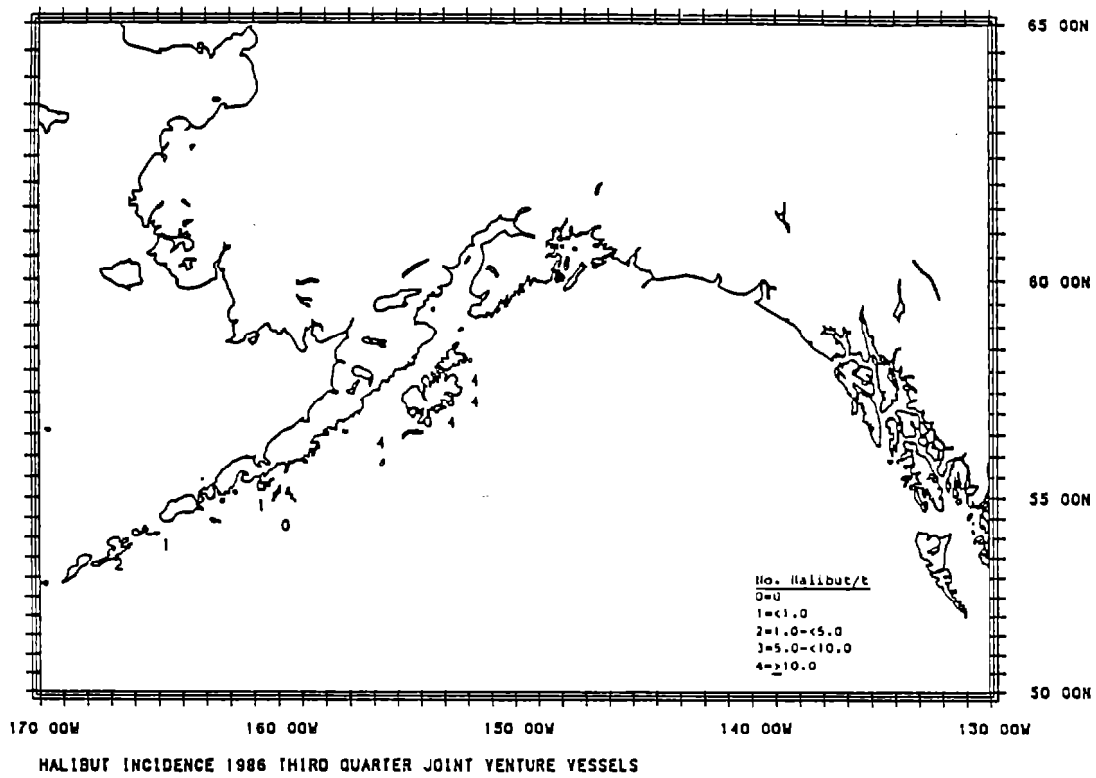 65 00N
60 00N
4
4
4
4
1
55 00N
0
1
2
No. Halibut/t
0=0
1=<1.0
2=1.0-<5.0
3=5.0-<10.0
4=≥10.0
50 00N
170 00W 160 00W 150 00W 140 00W 130 00W
HALIBUT INCIDENCE 1986 THIRD QUARTER JOINT VENTURE VESSELS